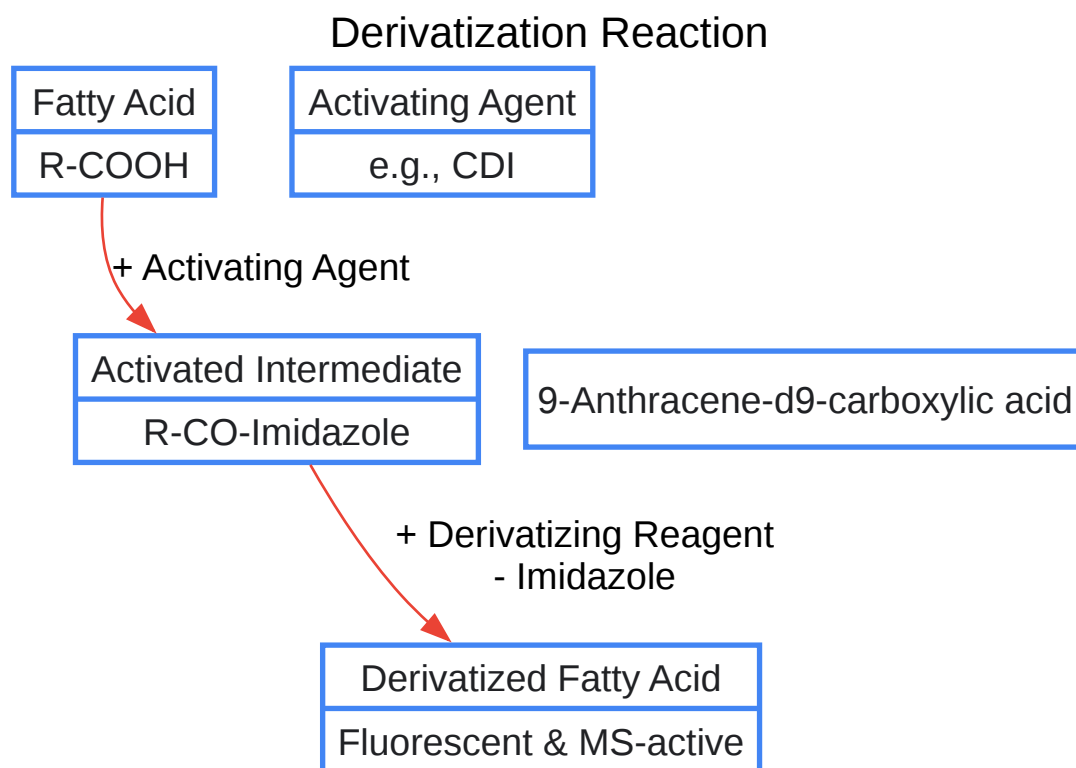 Derivatization Reaction
Fatty Acid
R-COOH
Activating Agent
e.g., CDI
+ Activating Agent
Activated Intermediate
R-CO-Imidazole
9-Anthracene-d9-carboxylic acid
+ Derivatizing Reagent
- Imidazole
Derivatized Fatty Acid
Fluorescent & MS-active